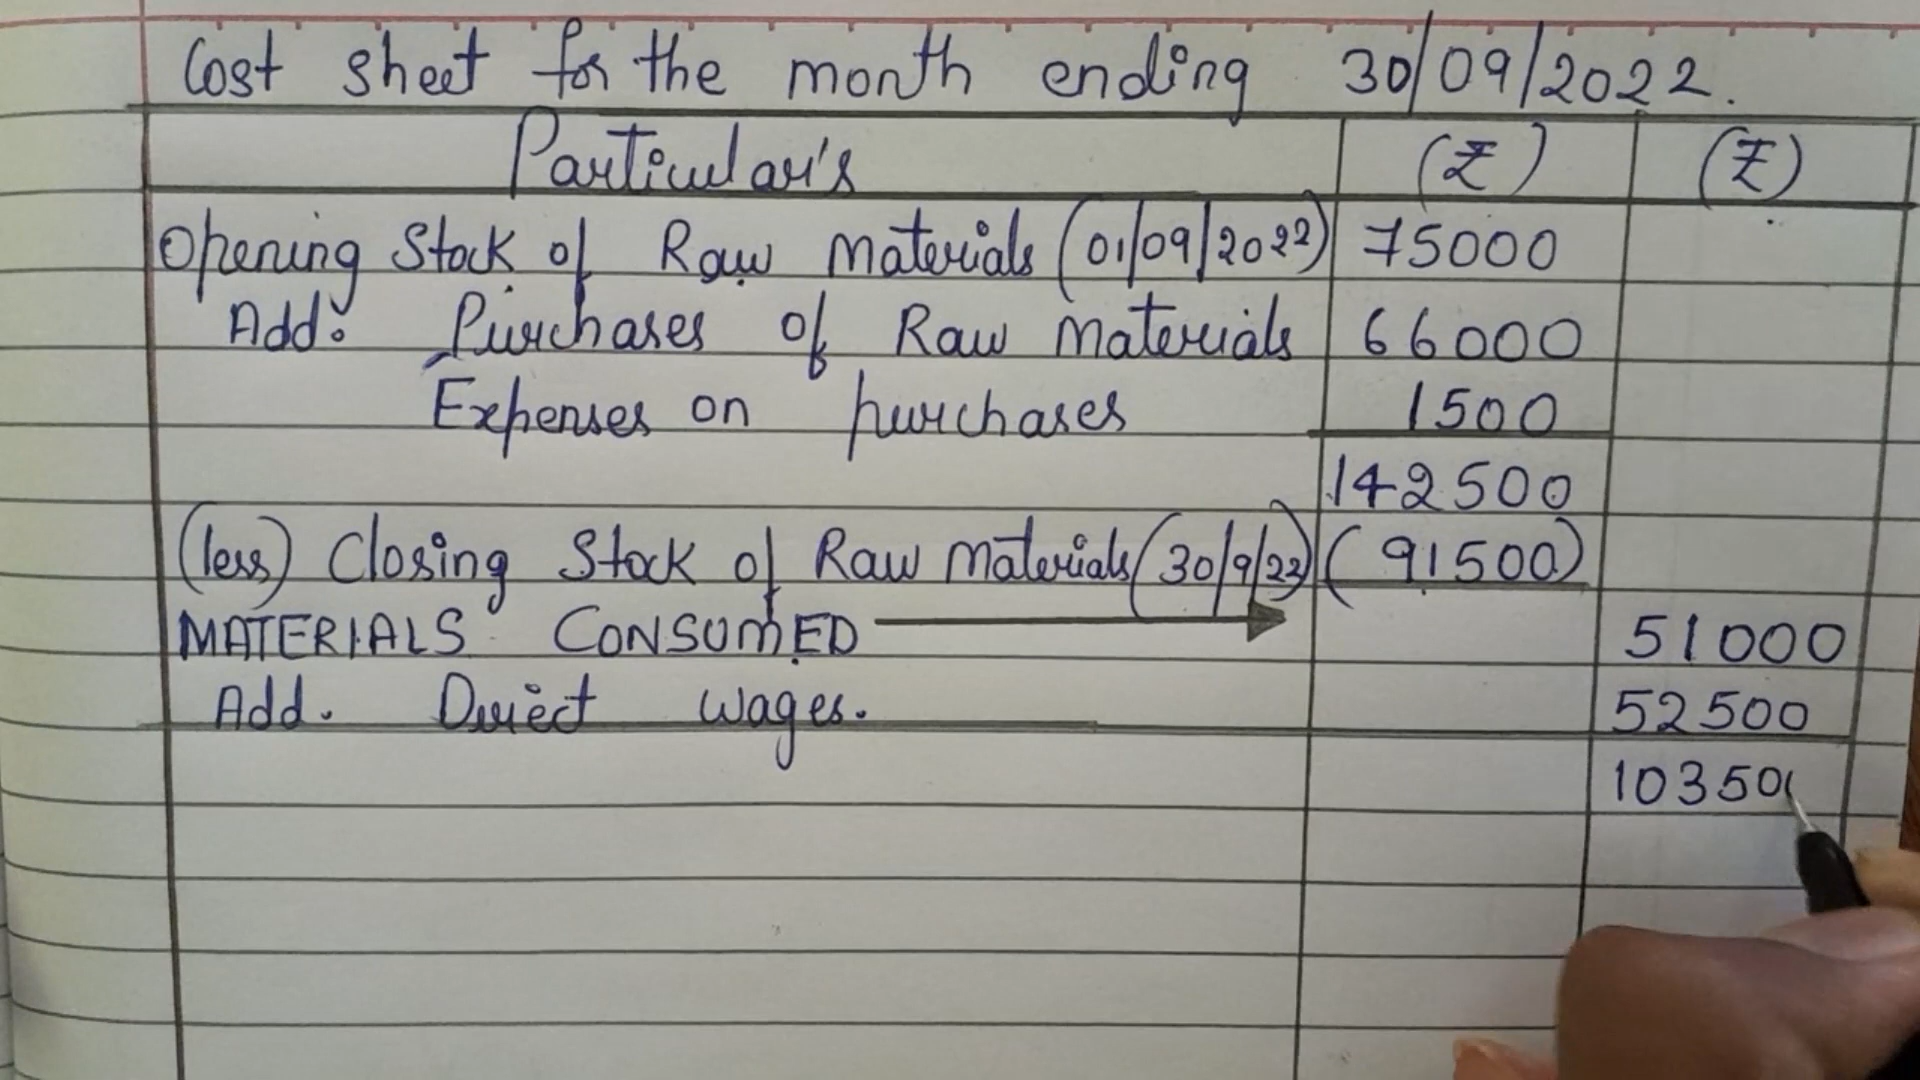 Cost sheet for the month ending 30/09/2022.
Particular's (₹) (₹)
Opening Stock of Raw Materials (01/09/2022) 75000
Add: Purchases of Raw Materials 66000
Expenses on purchases 1500
142500
(less) Closing Stock of Raw Materials (30/9/22) (91500)
MATERIALS CONSUMED → 51000
Add. Direct Wages. 52500
10350